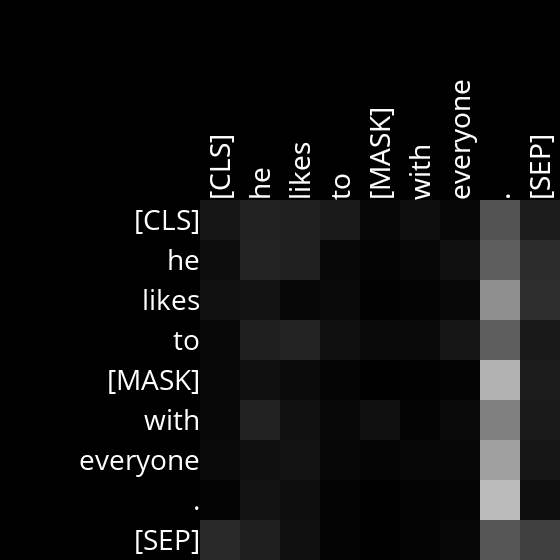 [CLS] he likes to [MASK] with everyone . [SEP]
[CLS]
he
likes
to
[MASK]
with
everyone
.
[SEP]